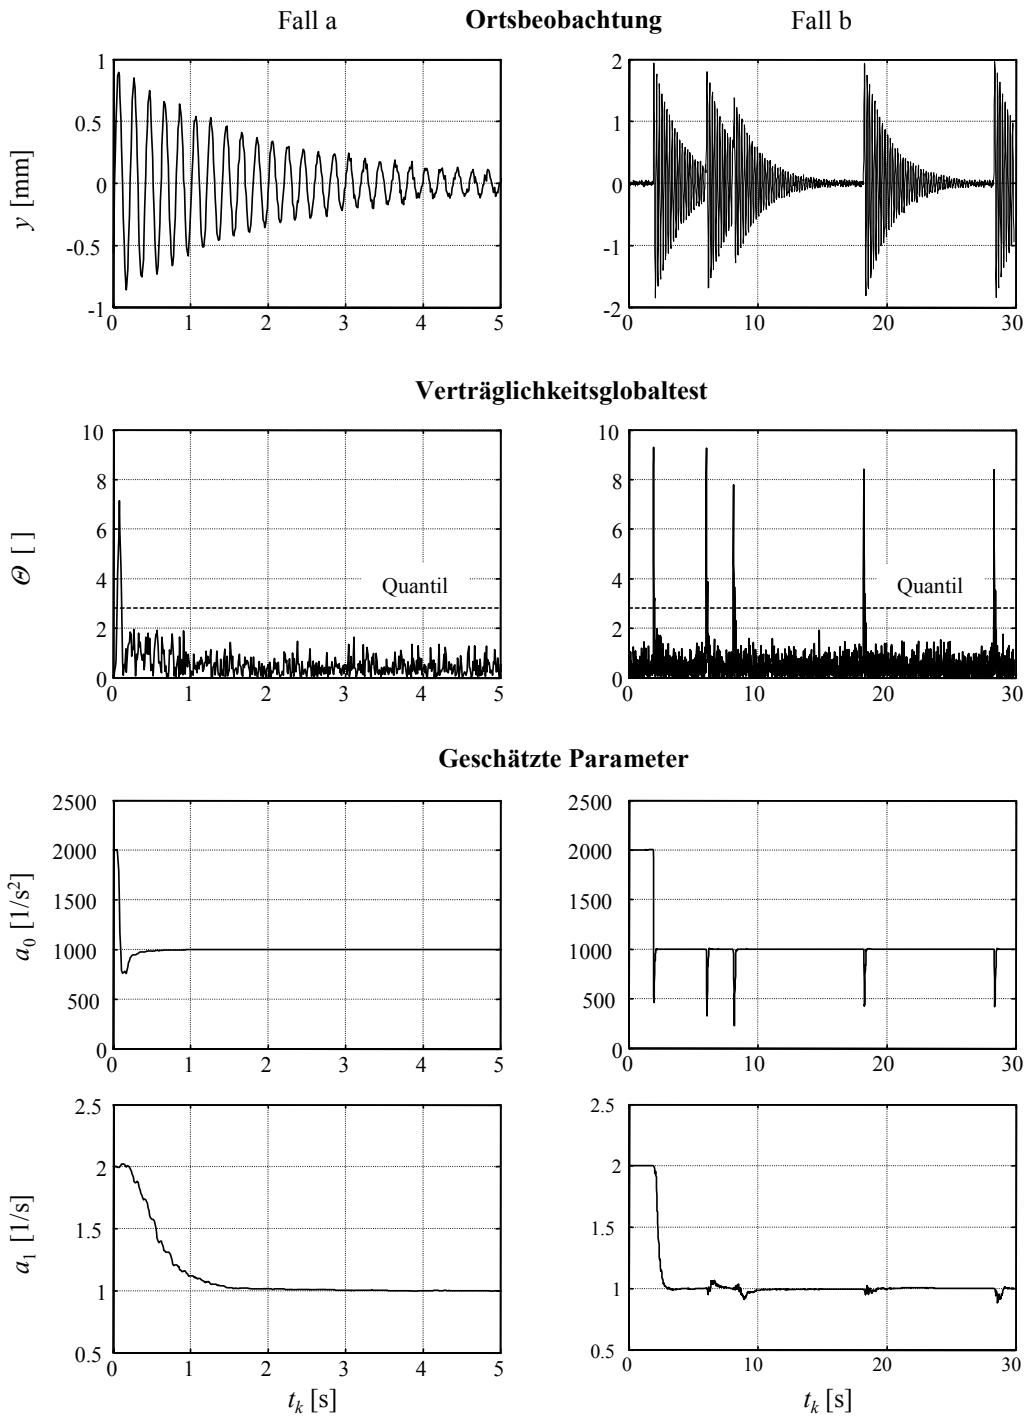 Fall a Ortsbeobachtung Fall b
1
0.5
0
-0.5
-1
y [mm]
0 1 2 3 4 5
2
1
0
-1
-2
0 10 20 30
Verträglichkeitsglobaltest
10
8
6
4
2
0
Θ [ ]
Quantil
0 1 2 3 4 5
10
8
6
4
2
0
Quantil
0 10 20 30
Geschätzte Parameter
2500
2000
1500
1000
500
0
a0 [1/s2]
0 1 2 3 4 5
2500
2000
1500
1000
500
0
0 10 20 30
2.5
2
1.5
1
0.5
a1 [1/s]
0 1 2 3 4 5
tk [s]
2.5
2
1.5
1
0.5
0 10 20 30
tk [s]